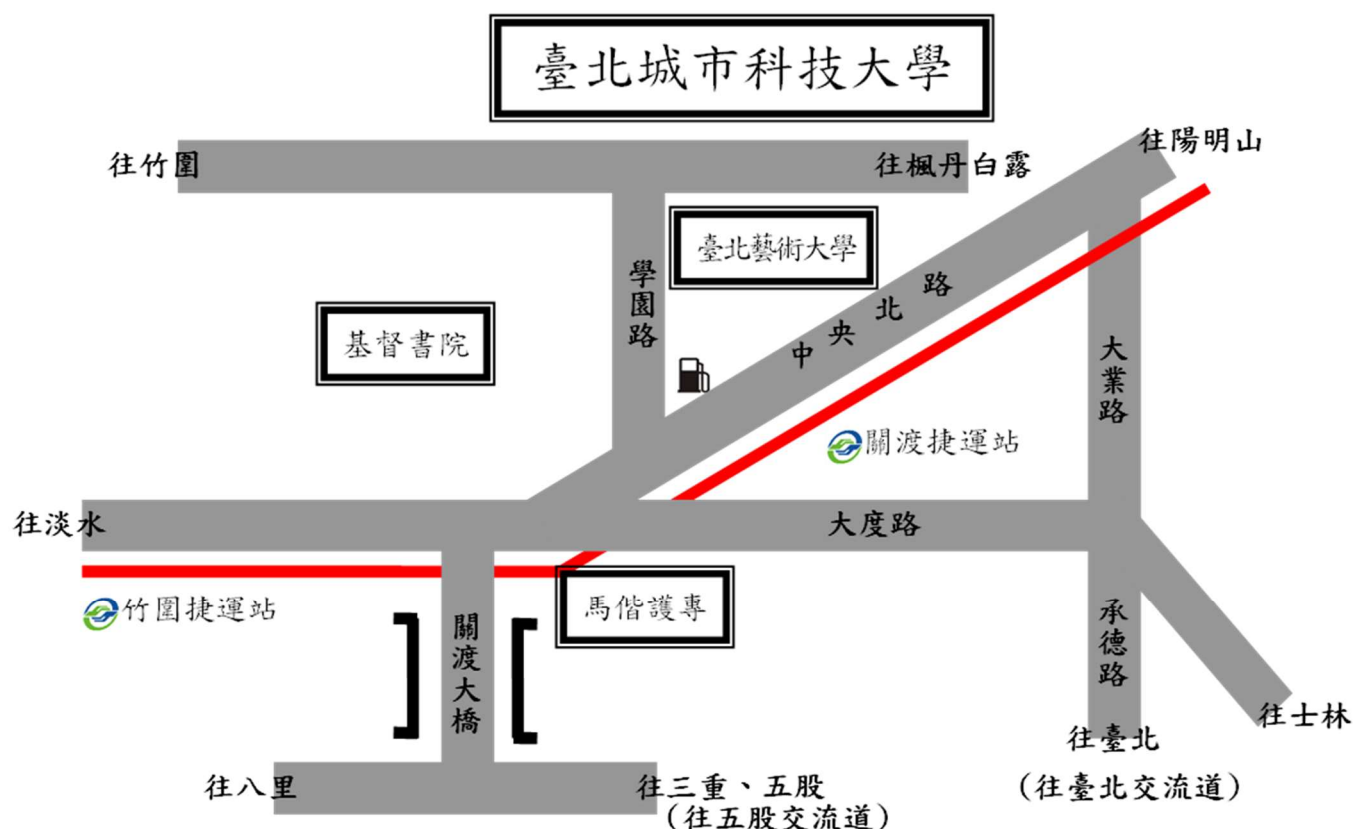 臺北城市科技大學
往竹圍
往楓丹白露
往陽明山
臺北藝術大學
學園路
中央北路
基督書院
大業路
關渡捷運站
往淡水
大度路
竹圍捷運站
馬偕護專
關渡大橋
承德路
往士林
往臺北
(往臺北交流道)
往八里
往三重、五股
(往五股交流道)